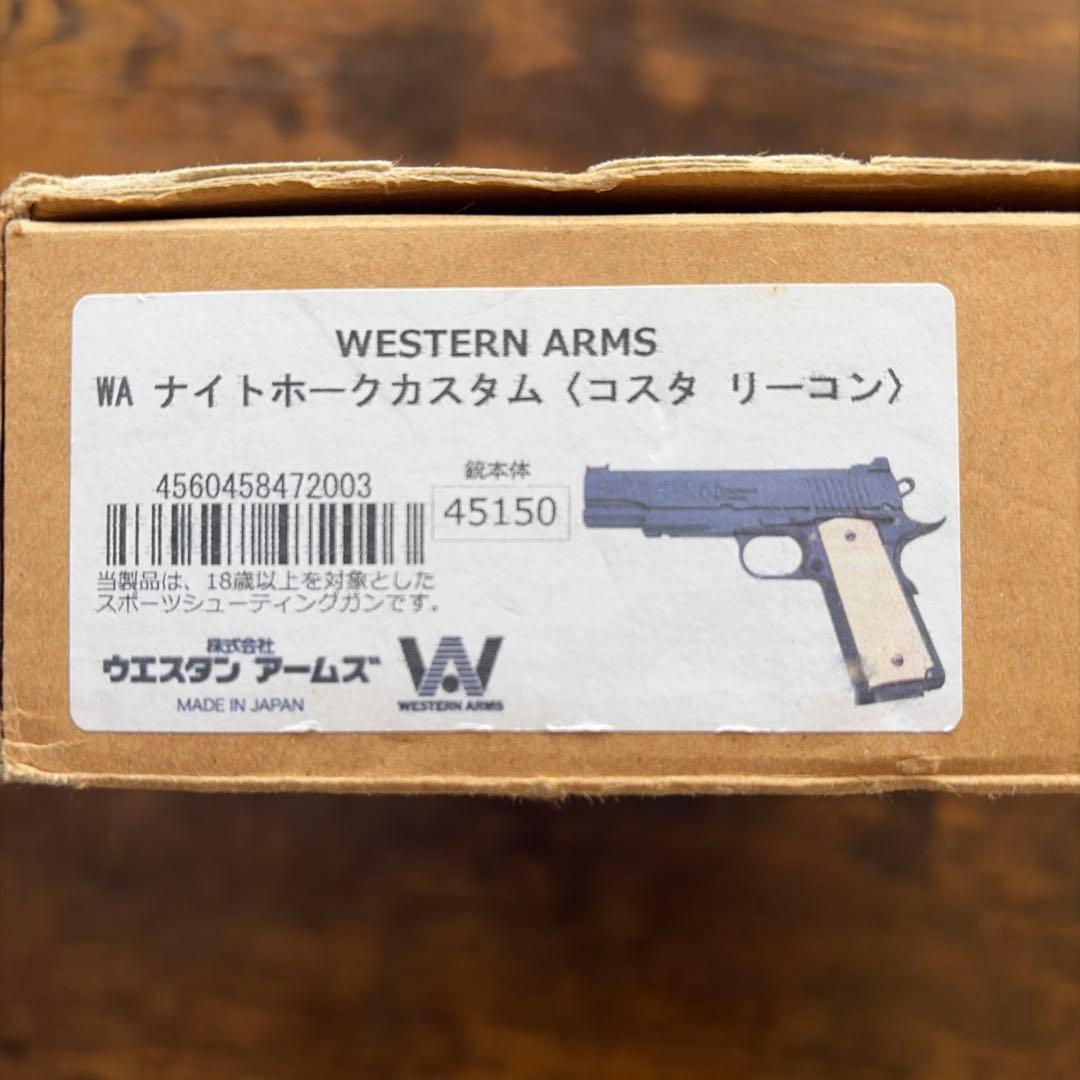 WESTERN ARMS
WA ナイトホークカスタム〈コスタ リーコン〉
4560458472003
銃本体
45150
当製品は、18歳以上を対象とした
スポーツシューティングガンです。
株式会社
ウエスタン アームズ
MADE IN JAPAN
WESTERN ARMS